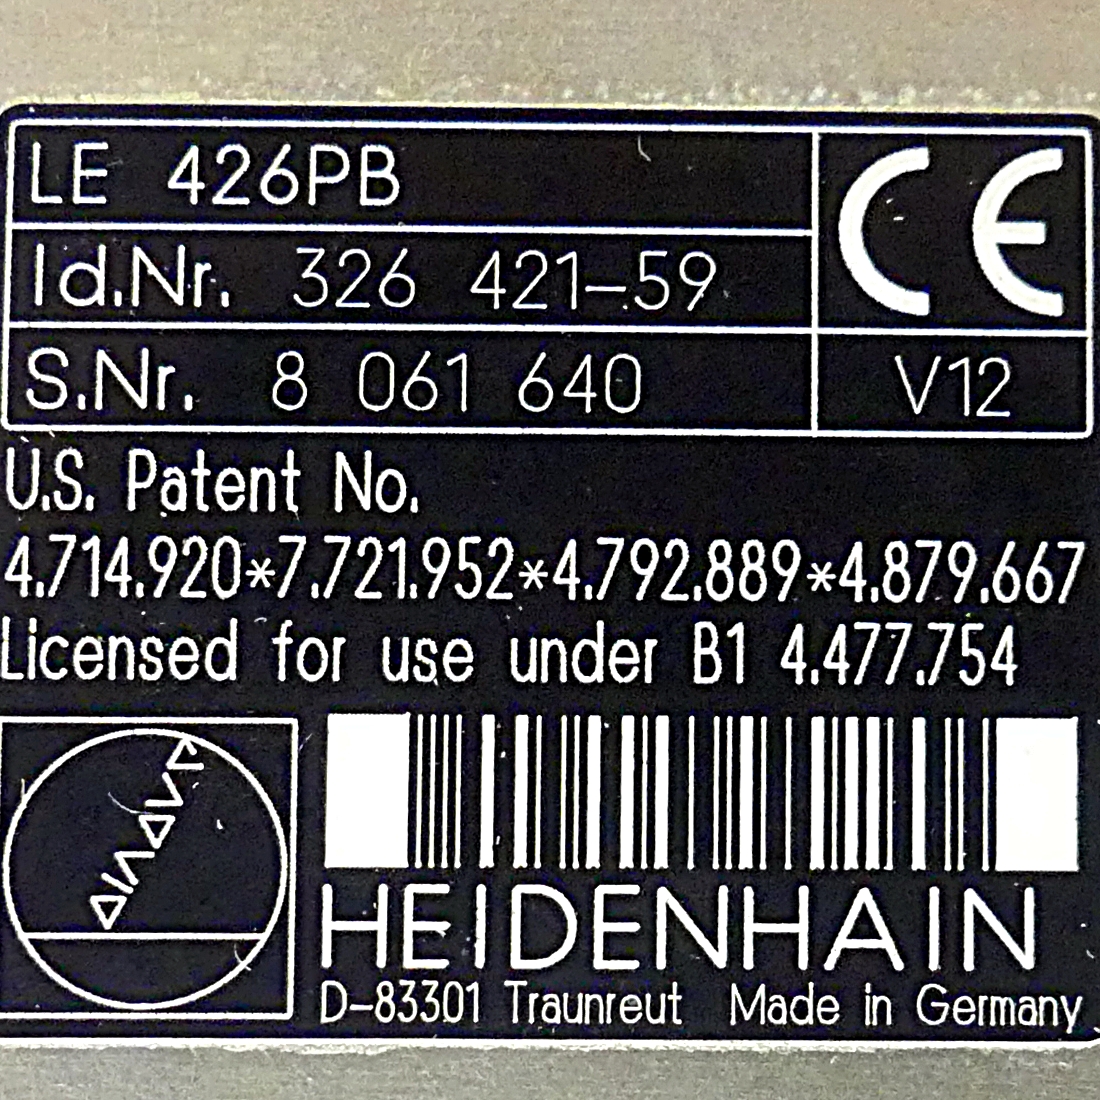 LE 426PB
Id.Nr. 326 421-59
S.Nr. 8 061 640
CE
V12
U.S. Patent No.
4.714.920*7.721.952*4.792.889*4.879.667
Licensed for use under B1 4.477.754
DIADUR
HEIDENHAIN
D-83301 Traunreut Made in Germany